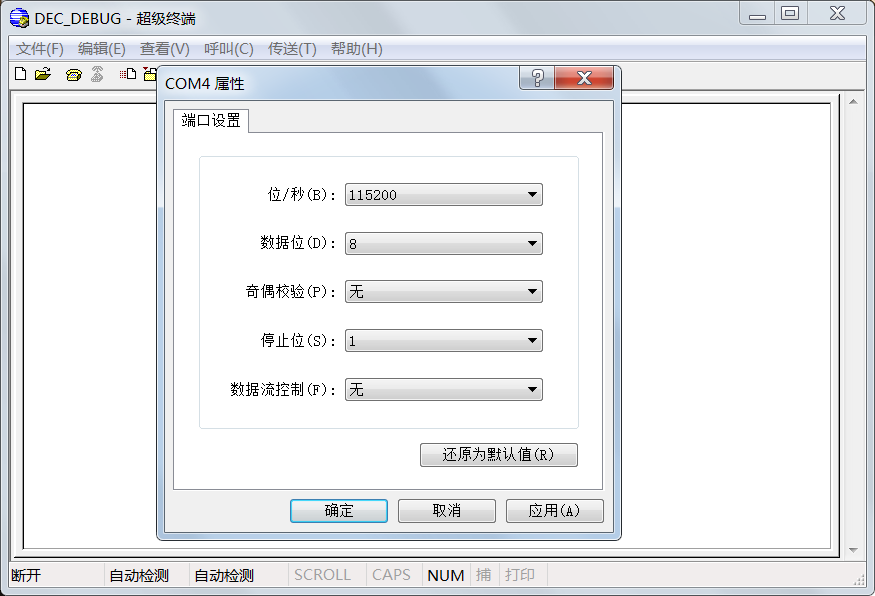 DEC_DEBUG - 超级终端
文件(F) 编辑(E) 查看(V) 呼叫(C) 传送(T) 帮助(H)
COM4 属性
端口设置
位/秒(B): 115200
数据位(D): 8
奇偶校验(P): 无
停止位(S): 1
数据流控制(F): 无
还原为默认值(R)
确定 取消 应用(A)
断开 自动检测 自动检测 SCROLL CAPS NUM 捕 打印